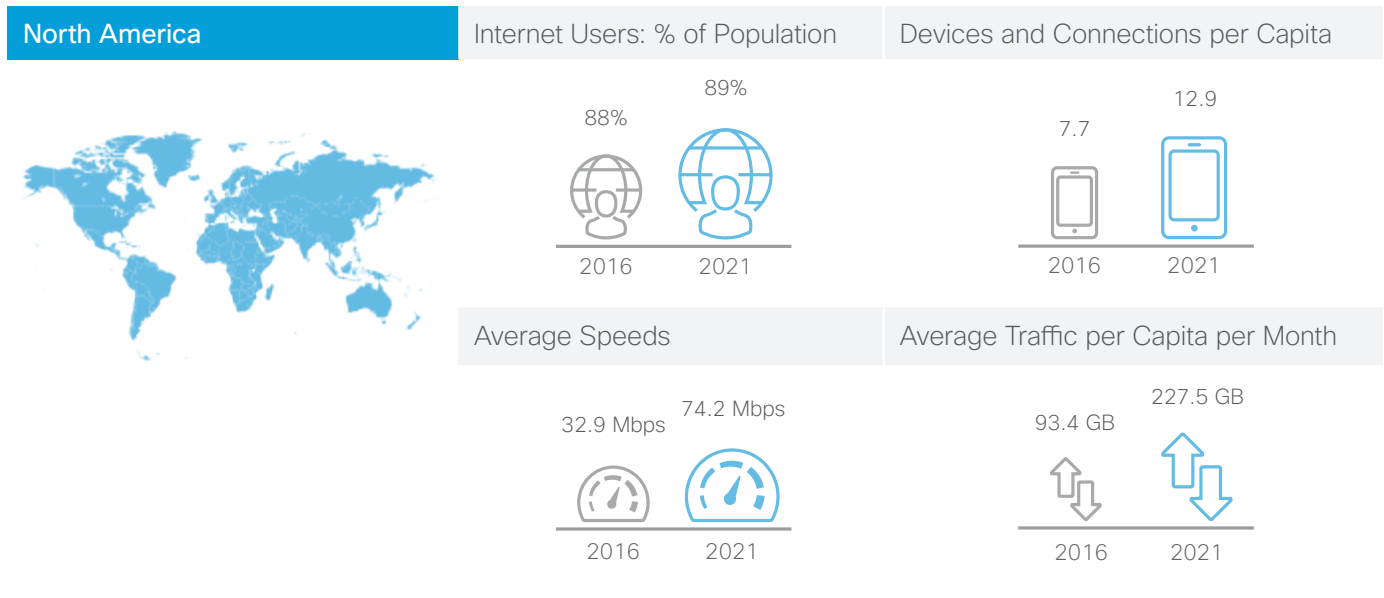 North America
Internet Users: % of Population
Devices and Connections per Capita
88%
89%
2016
2021
7.7
12.9
2016
2021
Average Speeds
Average Traffic per Capita per Month
32.9 Mbps
74.2 Mbps
2016
2021
93.4 GB
227.5 GB
2016
2021